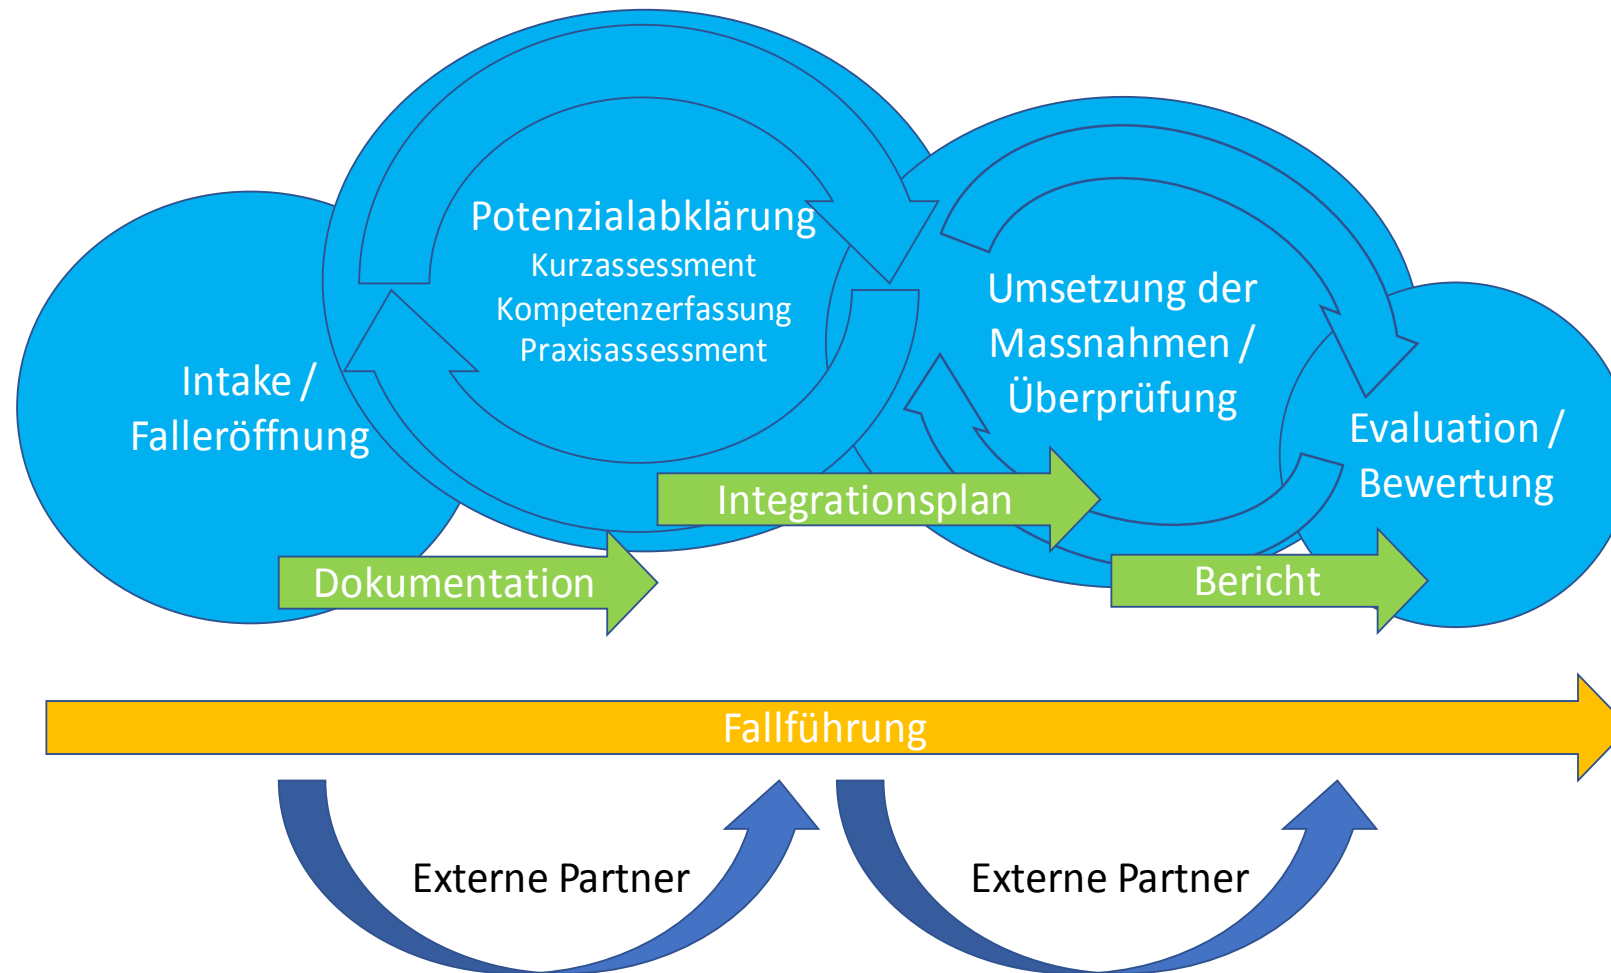 Intake /
Falleröffnung
Potenzialabklärung
Kurzassessment
Kompetenzerfassung
Praxisassessment
Umsetzung der
Massnahmen /
Überprüfung
Evaluation /
Bewertung
Dokumentation
Integrationsplan
Bericht
Fallführung
Externe Partner
Externe Partner